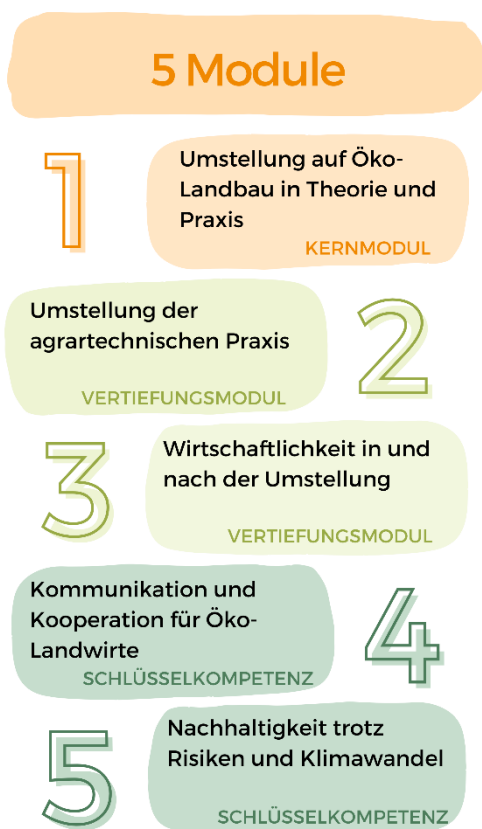 5 Module
1
Umstellung auf Öko-
Landbau in Theorie und
Praxis
KERNMODUL
Umstellung der
agrartechnischen Praxis
VERTIEFUNGSMODUL
2
3
Wirtschaftlichkeit in und
nach der Umstellung
VERTIEFUNGSMODUL
Kommunikation und
Kooperation für Öko-
Landwirte
SCHLÜSSELKOMPETENZ
4
5
Nachhaltigkeit trotz
Risiken und Klimawandel
SCHLÜSSELKOMPETENZ